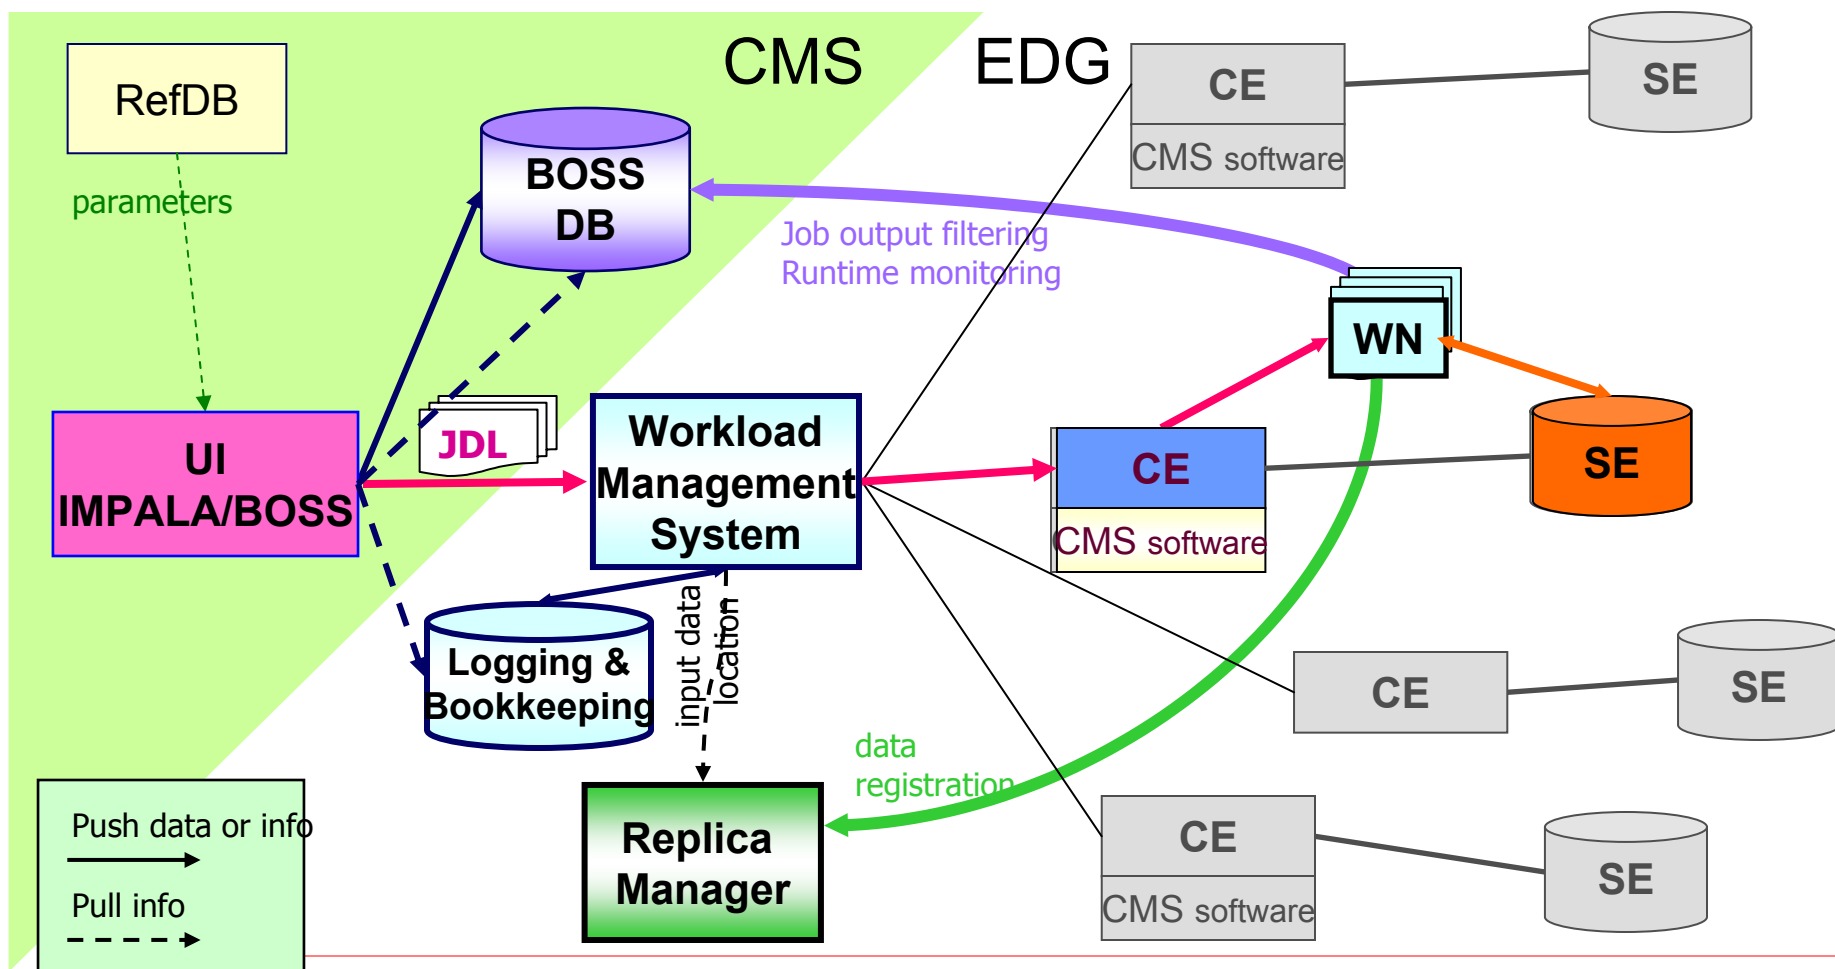 CMS
EDG
RefDB
parameters
BOSS
DB
Job output filtering
Runtime monitoring
CE
CMS software
SE
WN
UI
IMPALA/BOSS
JDL
Workload
Management
System
CE
CMS software
SE
Logging &
Bookkeeping
input data
location
CE
SE
data
registration
Replica
Manager
CE
CMS software
SE
Push data or info
Pull info